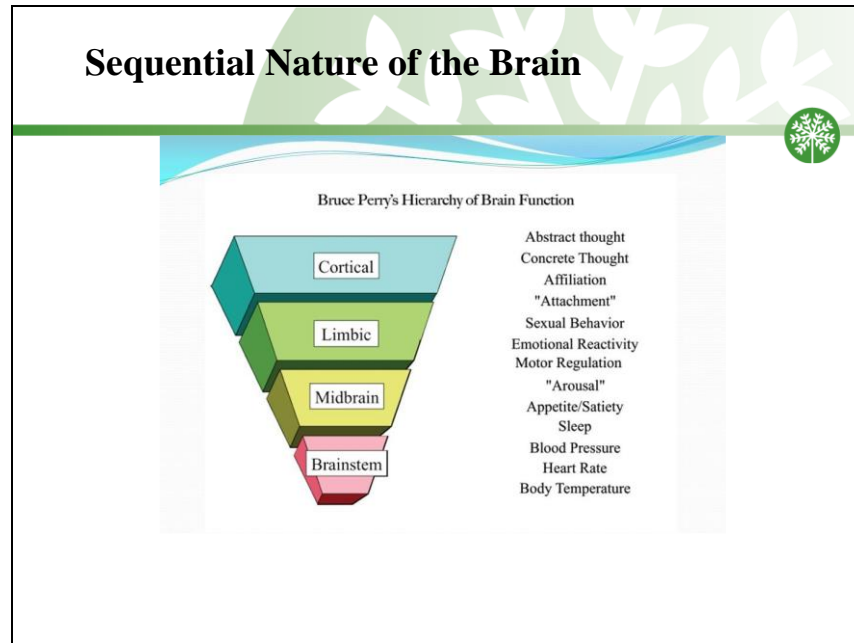 Sequential Nature of the Brain
Bruce Perry's Hierarchy of Brain Function
Cortical
Limbic
Midbrain
Brainstem
Abstract thought
Concrete Thought
Affiliation
"Attachment"
Sexual Behavior
Emotional Reactivity
Motor Regulation
"Arousal"
Appetite/Satiety
Sleep
Blood Pressure
Heart Rate
Body Temperature